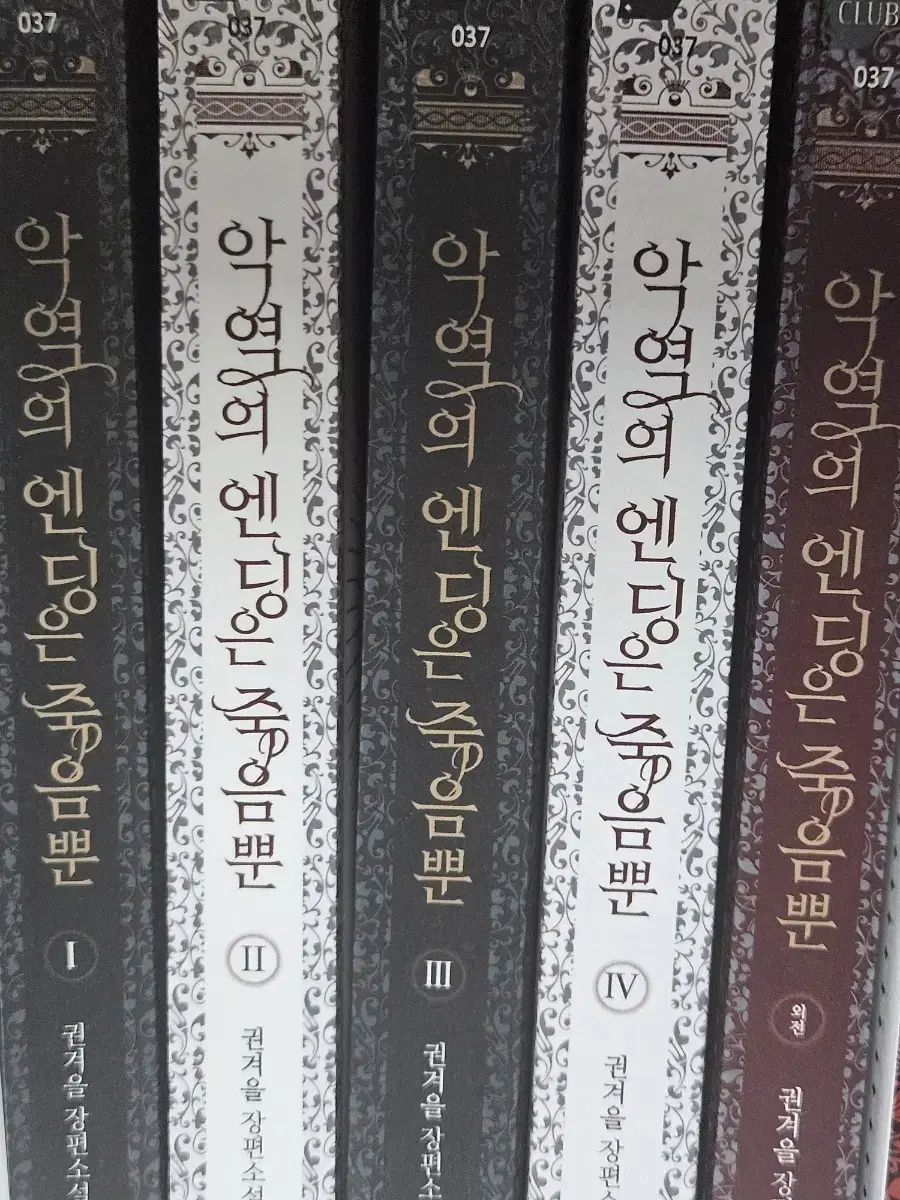 037
악역의 엔딩은 죽음뿐
I
권겨을 장편소설
037
악역의 엔딩은 죽음뿐
II
권겨을 장편소설
037
악역의 엔딩은 죽음뿐
III
권겨을 장편소
037
악역의 엔딩은 죽음뿐
IV
권겨을 장편
CLUB
037
악역의 엔딩은 죽음뿐
외전
권겨을 장